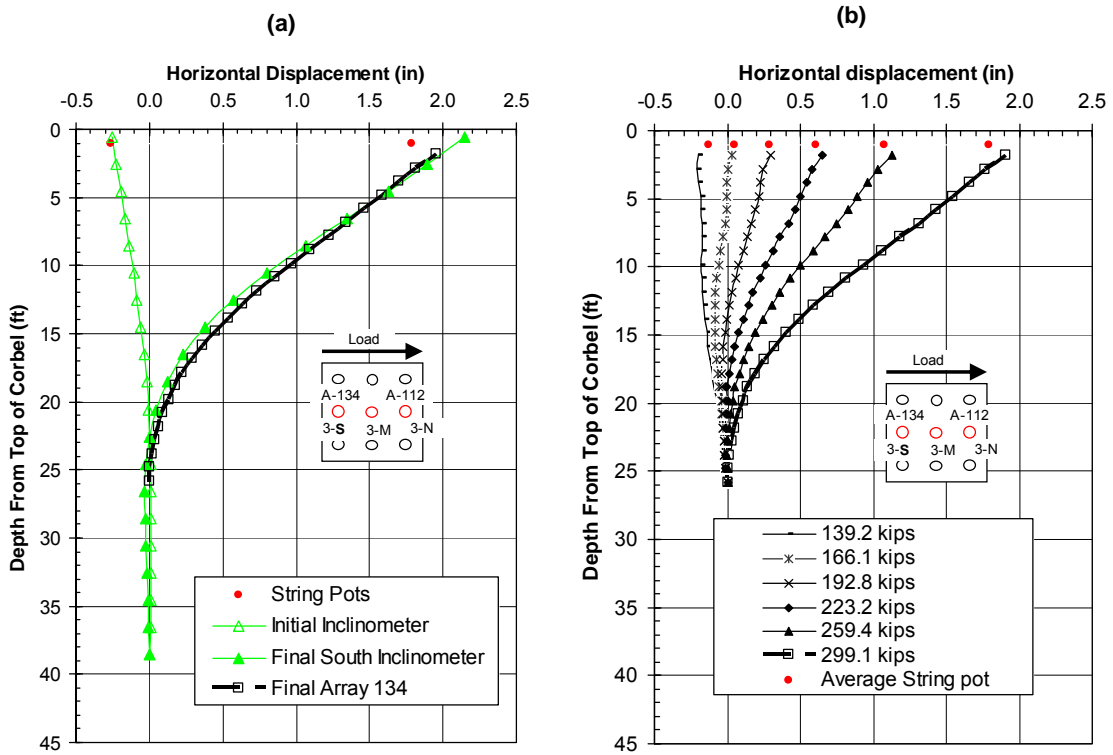 (a)
Horizontal Displacement (in)
-0.5 0.0 0.5 1.0 1.5 2.0 2.5
0
5
10
15
20
25
30
35
40
45
Depth From Top of Corbel (ft)
Load
A-134 A-112
3-S 3-M 3-N
String Pots
Initial Inclinometer
Final South Inclinometer
Final Array 134
(b)
Horizontal displacement (in)
-0.5 0.0 0.5 1.0 1.5 2.0 2.5
0
5
10
15
20
25
30
35
40
45
Depth From Top of Corbel (ft)
Load
A-134 A-112
3-S 3-M 3-N
139.2 kips
166.1 kips
192.8 kips
223.2 kips
259.4 kips
299.1 kips
Average String pot